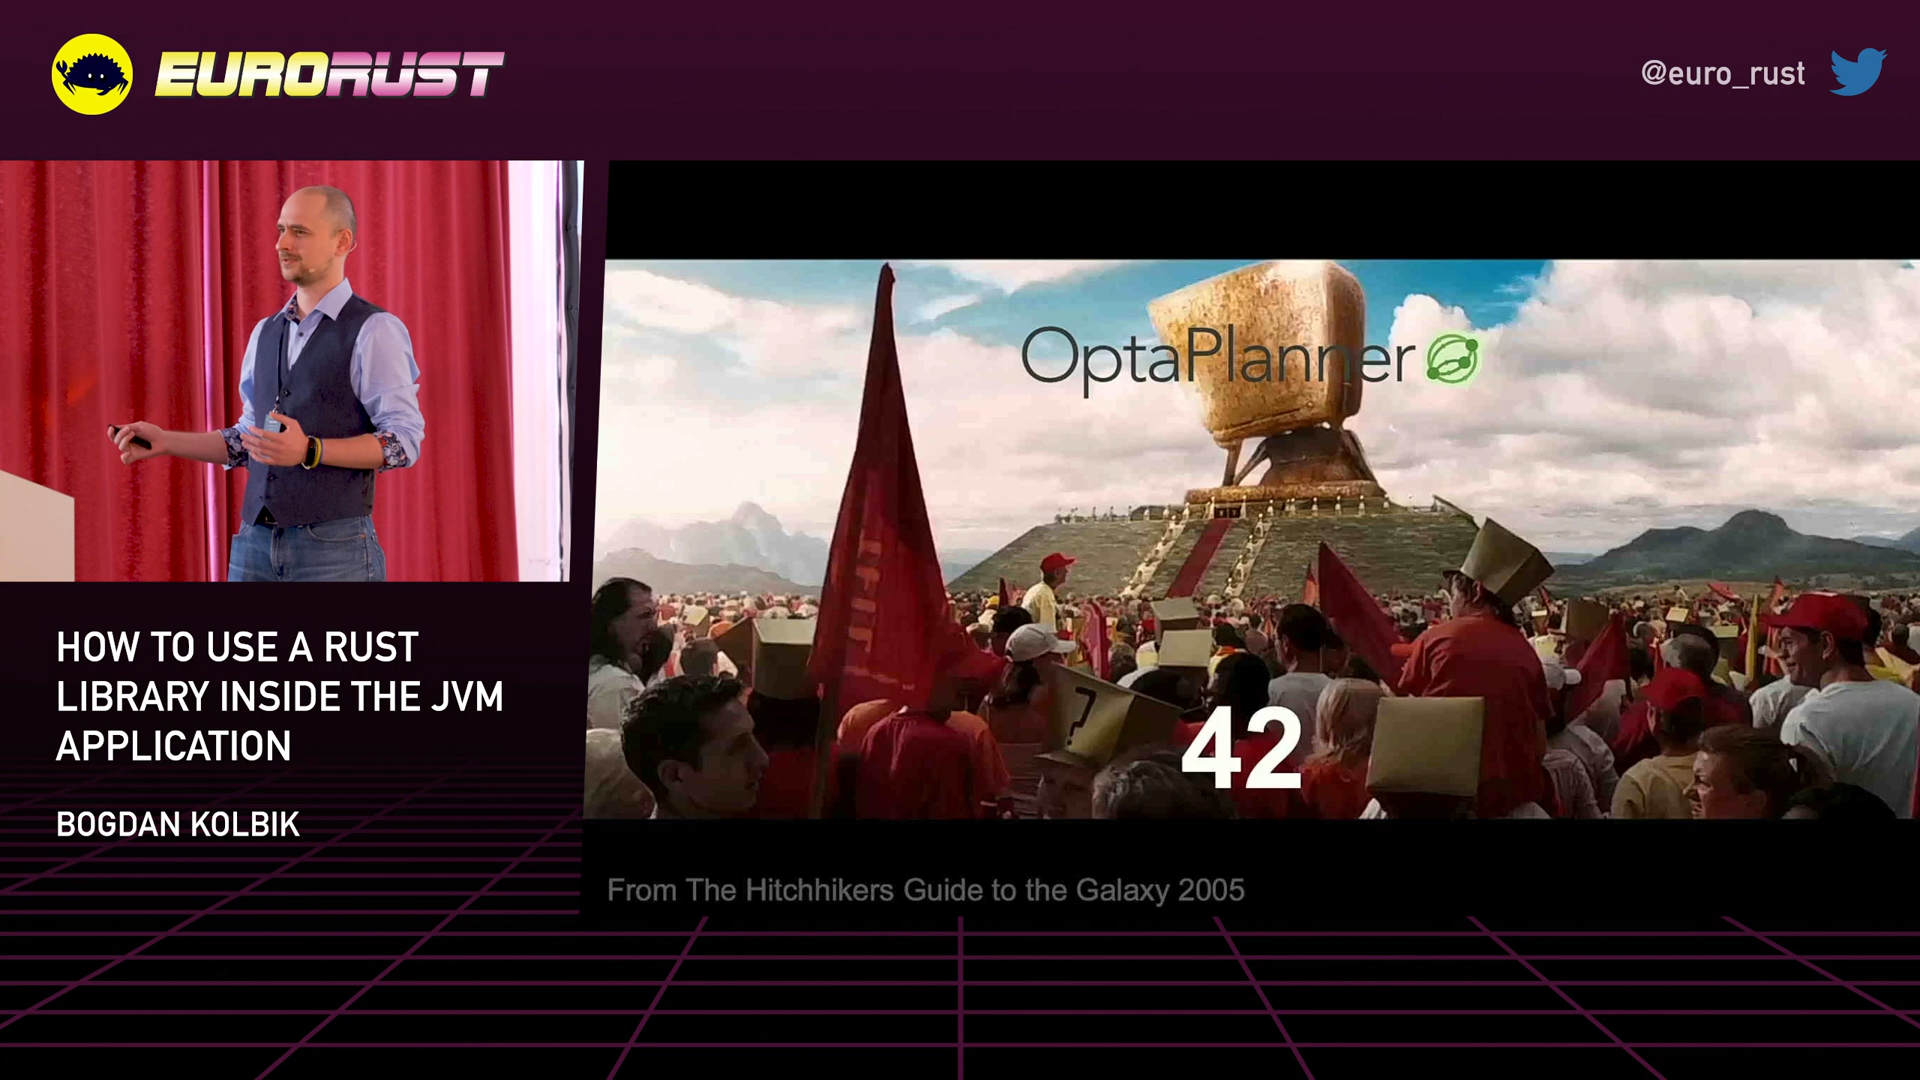 EURORUST
@euro_rust
OptaPlanner
?
42
HOW TO USE A RUST
LIBRARY INSIDE THE JVM
APPLICATION
BOGDAN KOLBIK
From The Hitchhikers Guide to the Galaxy 2005